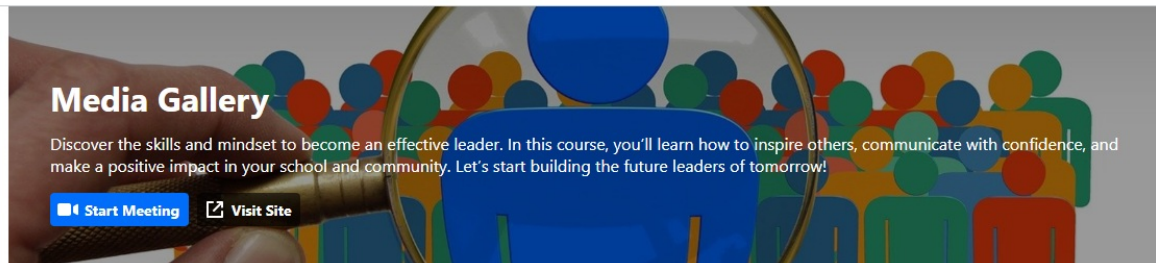 Media Gallery
Discover the skills and mindset to become an effective leader. In this course, you’ll learn how to inspire others, communicate with confidence, and
make a positive impact in your school and community. Let’s start building the future leaders of tomorrow!
Start Meeting
Visit Site